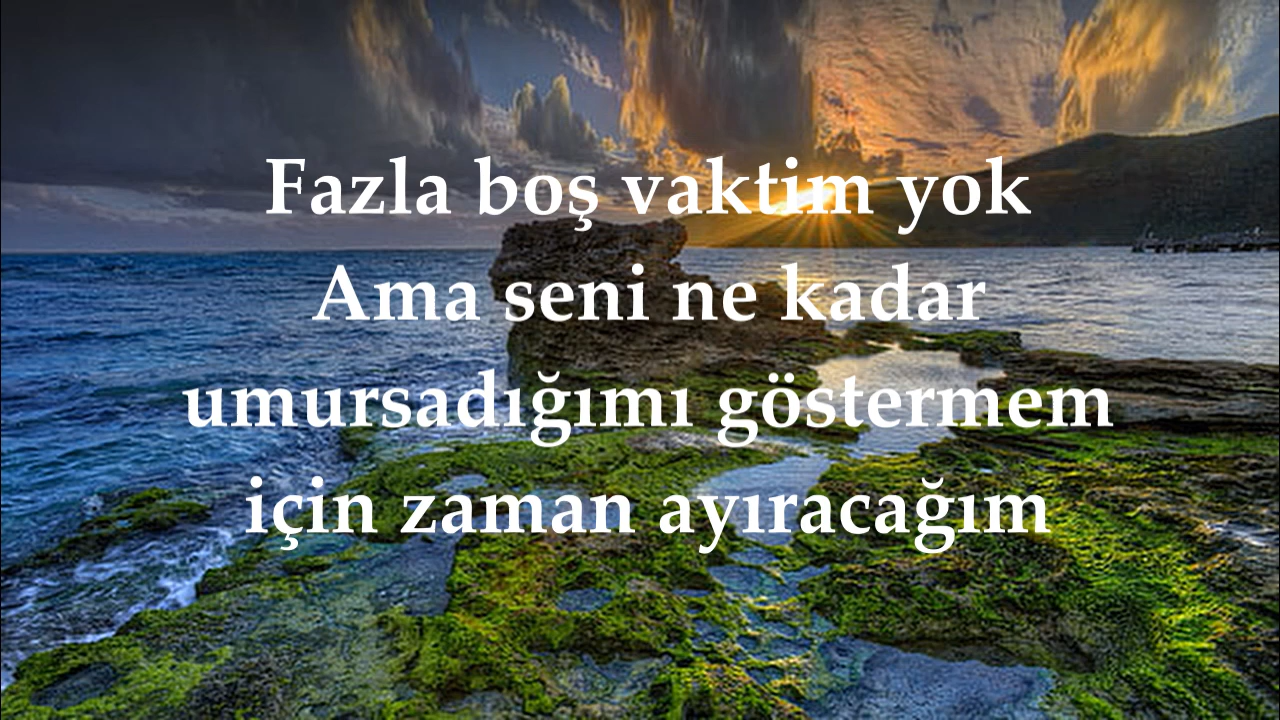 Fazla boş vaktim yok
Ama seni ne kadar
umursadığımı göstermem
için zaman ayıracağım